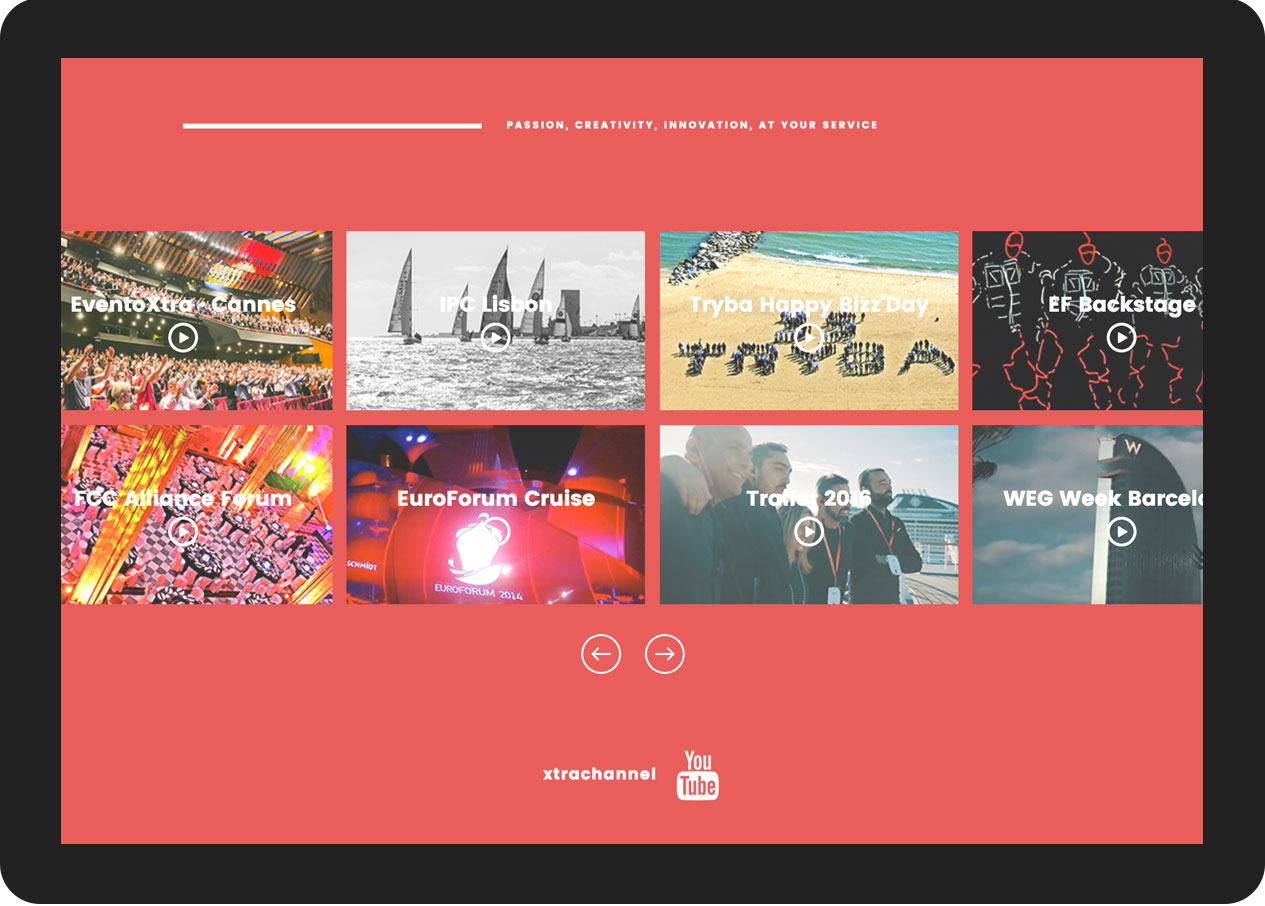 PASSION, CREATIVITY, INNOVATION, AT YOUR SERVICE
EventoXtra - Cannes
IPC Lisbon
Tryba Happy Bizz'Day
TRYBA
EF Backstage
FCC Alliance Forum
EuroForum Cruise
SCHMIDT
EUROFORUM 2014
Trailer 2016
WEG Week Barcelo
W
xtrachannel
You
Tube